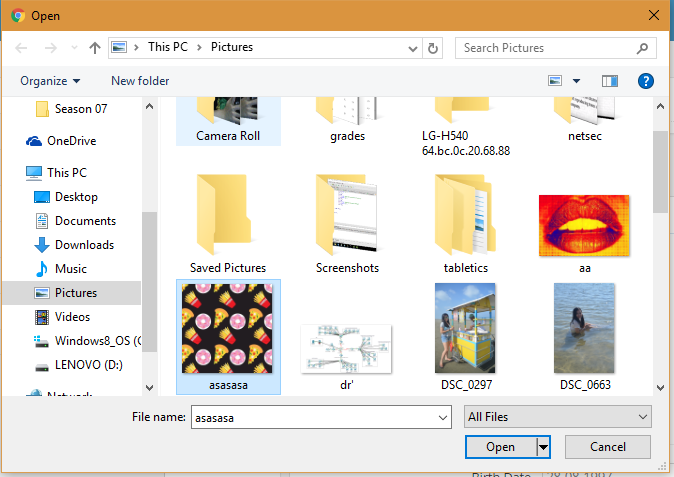 Open
This PC > Pictures
Search Pictures
Organize
New folder
Season 07
OneDrive
This PC
Desktop
Documents
Downloads
Music
Pictures
Videos
Windows8_OS (C
LENOVO (D:)
Network
Camera Roll
grades
LG-H540
64.bc.0c.20.68.88
netsec
Saved Pictures
Screenshots
tabletics
aa
asasasa
dr'
DSC_0297
DSC_0663
File name:
asasasa
All Files
Open
Cancel
Birth Date
28.08.1997